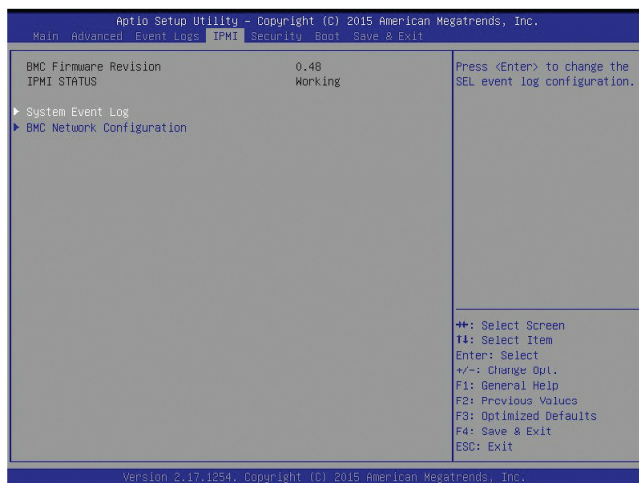 Aptio Setup Utility – Copyright (C) 2015 American Megatrends, Inc.
Main Advanced Event Logs IPMI Security Boot Save & Exit
BMC Firmware Revision 0.48
IPMI STATUS Working
▶ System Event Log
▶ BMC Network Configuration
Press <Enter> to change the
SEL event log configuration.
→←: Select Screen
↑↓: Select Item
Enter: Select
+/-: Change Opt.
F1: General Help
F2: Previous Values
F3: Optimized Defaults
F4: Save & Exit
ESC: Exit
Version 2.17.1254. Copyright (C) 2015 American Megatrends, Inc.